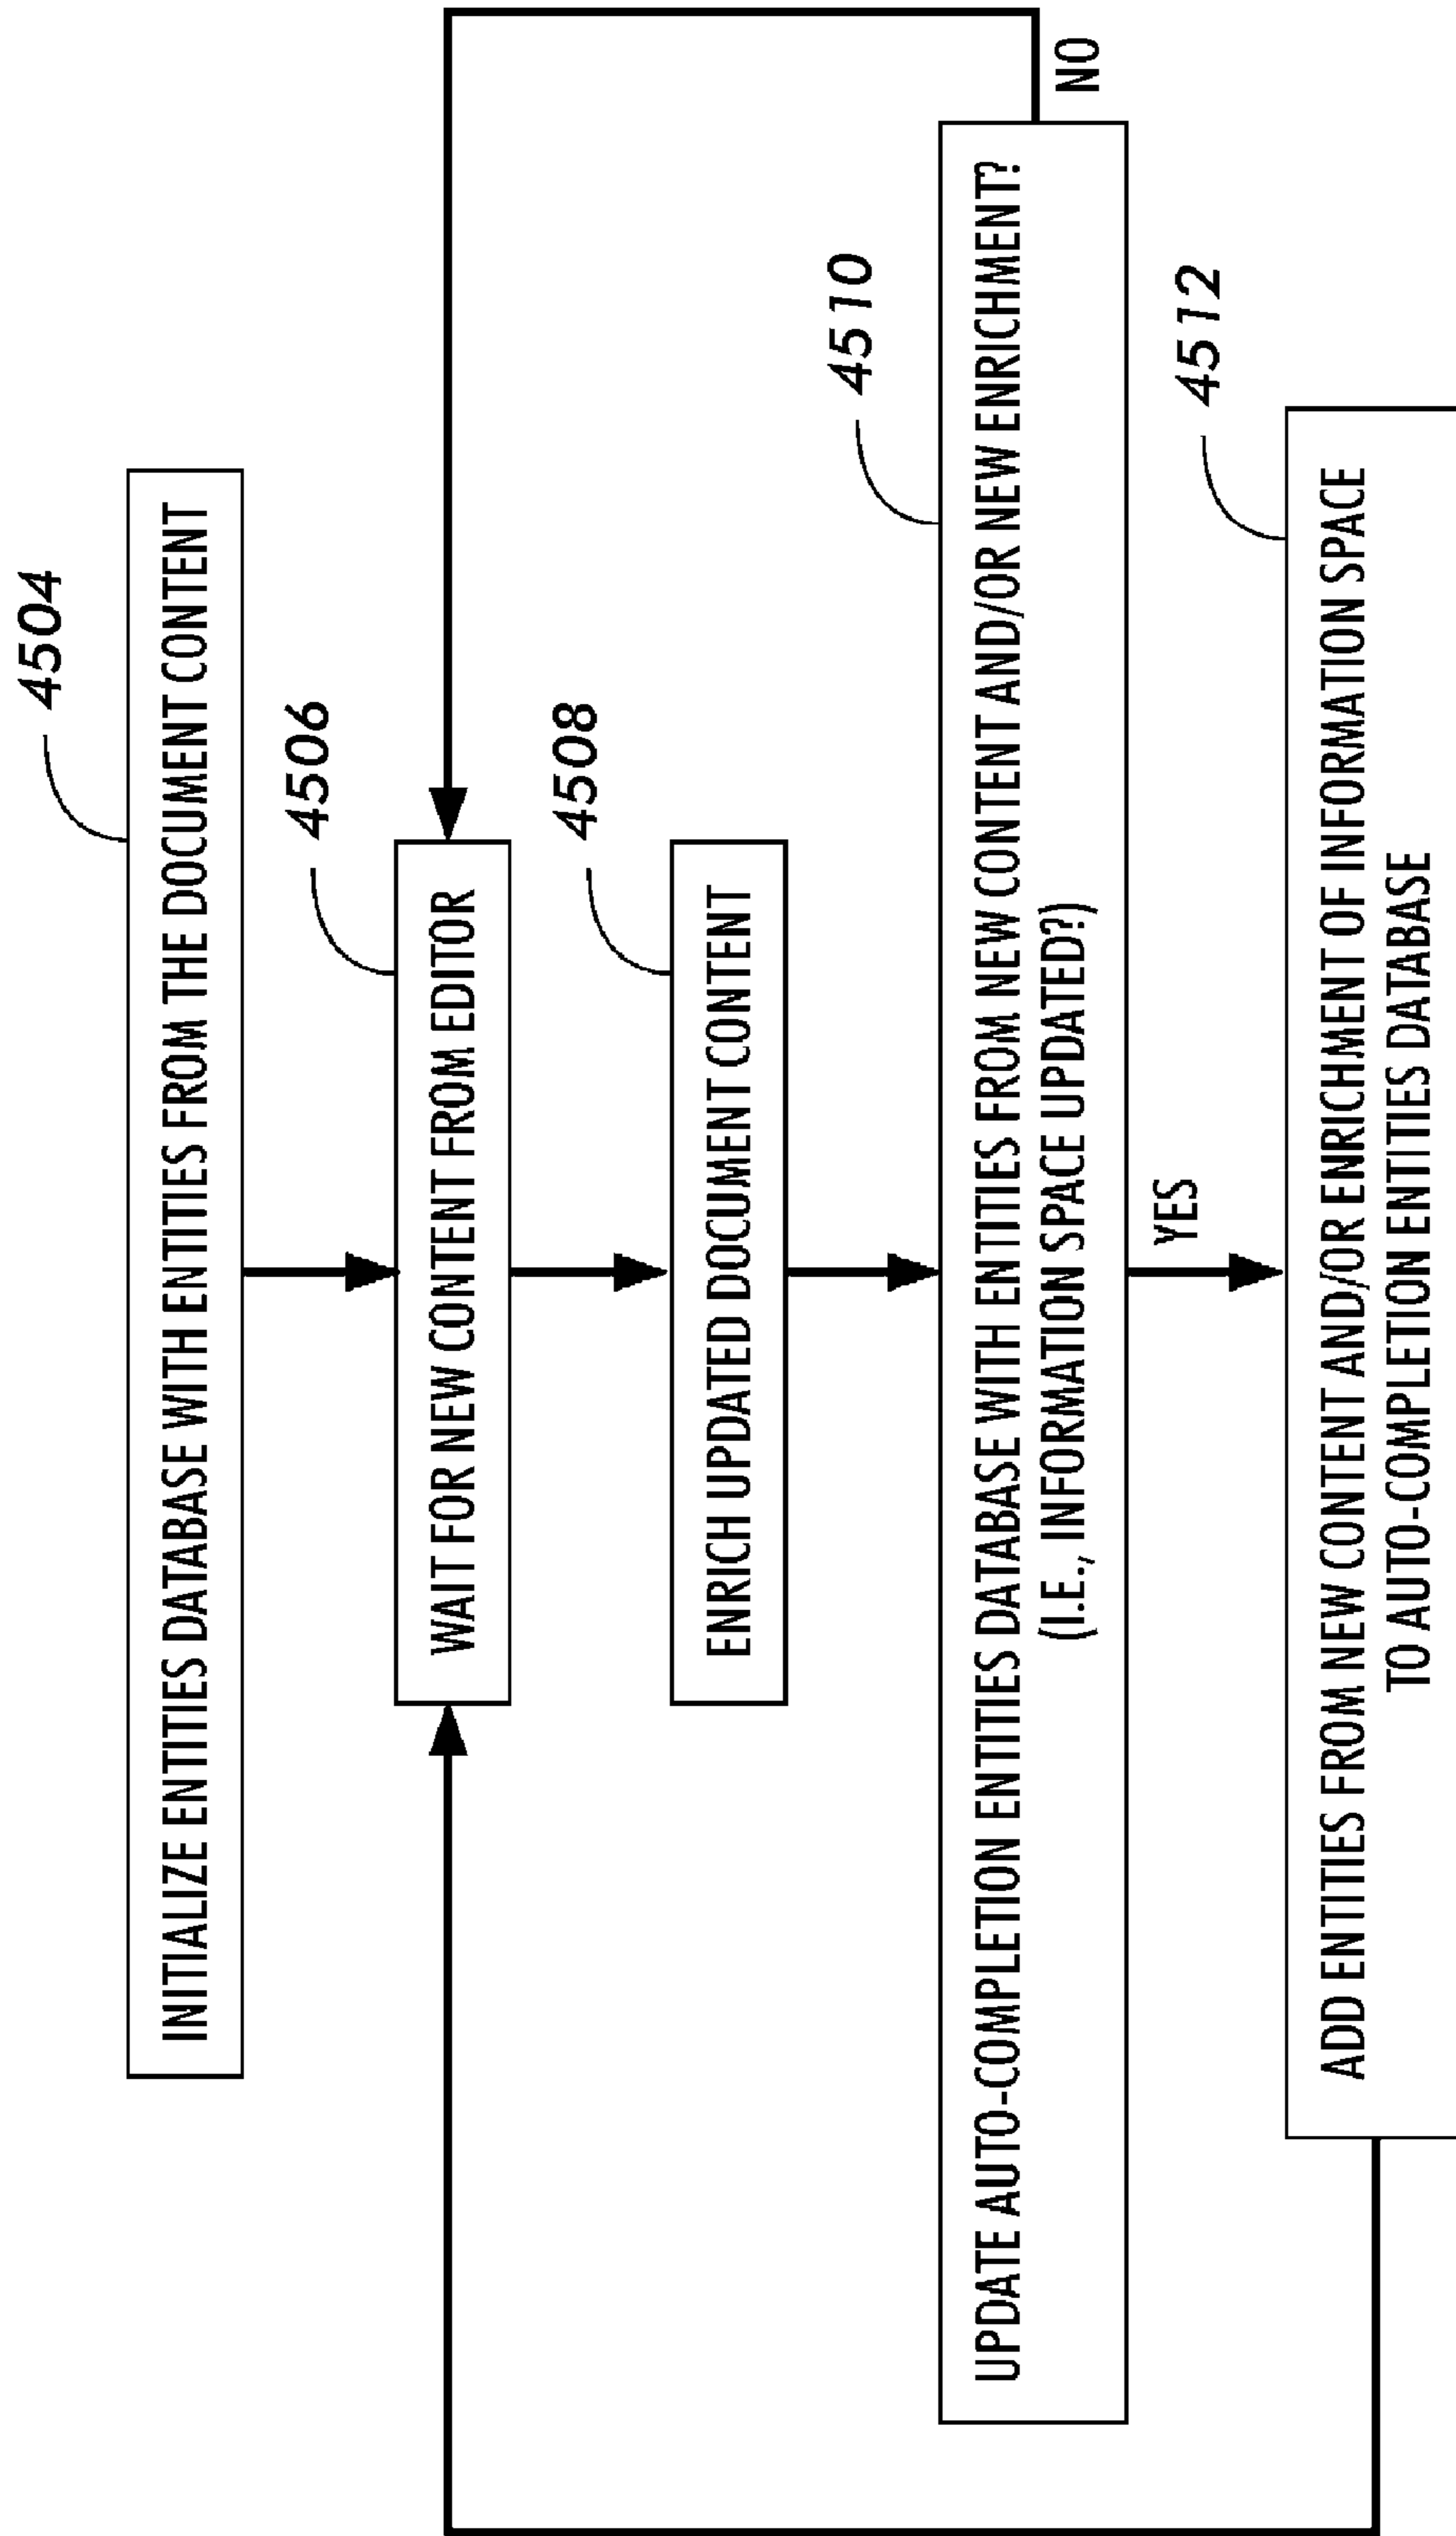 4504
INITIALIZE ENTITIES DATABASE WITH ENTITIES FROM THE DOCUMENT CONTENT
4506
WAIT FOR NEW CONTENT FROM EDITOR
4508
ENRICH UPDATED DOCUMENT CONTENT
4510
UPDATE AUTO-COMPLETION ENTITIES DATABASE WITH ENTITIES FROM NEW CONTENT AND/OR NEW ENRICHMENT?
(I.E., INFORMATION SPACE UPDATED?)
NO
YES
4512
ADD ENTITIES FROM NEW CONTENT AND/OR ENRICHMENT OF INFORMATION SPACE
TO AUTO-COMPLETION ENTITIES DATABASE